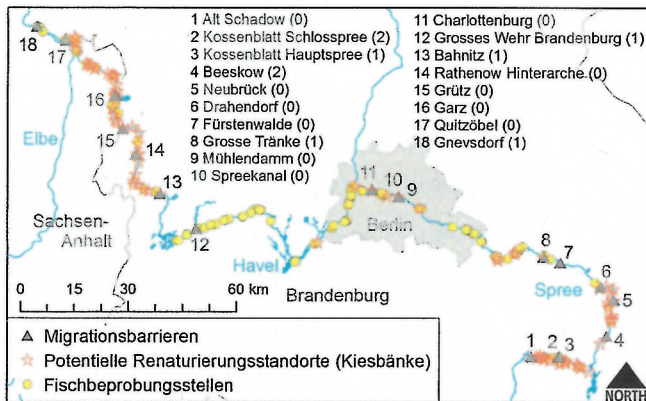 1 Alt Schadow (0)
2 Kossenblatt Schlosspree (2)
3 Kossenblatt Hauptspree (1)
4 Beeskow (2)
5 Neubrück (0)
6 Drahendorf (0)
7 Fürstenwalde (0)
8 Grosse Tränke (1)
9 Mühlendamm (0)
10 Spreekanal (0)
11 Charlottenburg (0)
12 Grosses Wehr Brandenburg (1)
13 Bahnitz (1)
14 Rathenow Hinterarche (0)
15 Grütz (0)
16 Garz (0)
17 Quitzöbel (0)
18 Gnevsdorf (1)
18
17
16
Elbe
15
14
13
11
10
9
Sachsen-
Anhalt
12
Berlin
Havel
8
7
6
Spree
5
0 15 30 60 km
Brandenburg
4
1
2
3
Migrationsbarrieren
Potentielle Renaturierungsstandorte (Kiesbänke)
Fischbeprobungsstellen
NORTH